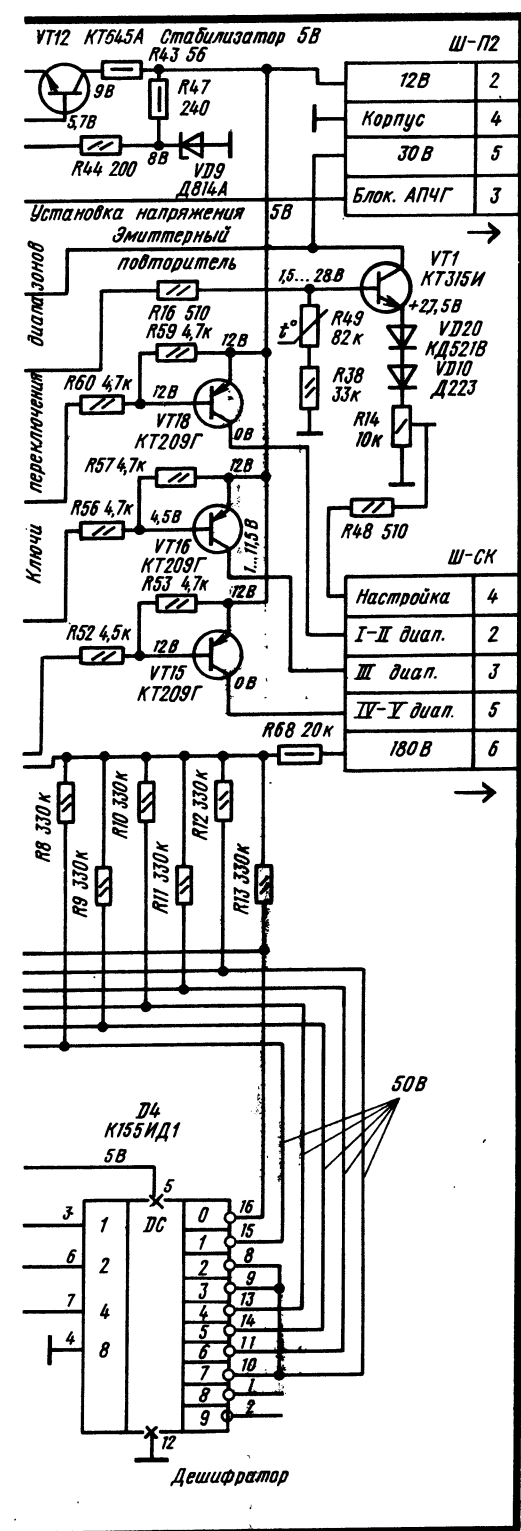 VT12 КТ645А Стабилизатор 5В
R43 56
Ш-П2
9В
R47
240
12В 2
5,7В
Корпус 4
R44 200
8В
VD9
Д814А
30В 5
Блок. АПЧГ 3
Установка напряжения 5В
Эмиттерный
повторитель
диапазонов
1,5...28В
VT1
КТ315И
R16 510
+27,5В
R59 4,7к
12В
t°
R49
82к
VD20
КД521В
R60 4,7к
12В
R38
33к
VD10
Д223
переключения
VT18
КТ209Г
0В
R14
10к
R57 4,7к
12В
R56 4,7к
4,5В
R48 510
Ключи
VT16
КТ209Г
1...11,5В
Ш-СК
R53 4,7к
12В
Настройка 4
R52 4,5к
12В
I-II диап. 2
VT15
КТ209Г
0В
III диап. 3
IV-V диап. 5
R68 20к
180В 6
R8 330к
R9 330к
R10 330к
R11 330к
R12 330к
R13 330к
50В
D4
К155ИД1
5В
5
DC
3 1 0 16
1 15
6 2 2 8
3 9
7 4 4 13
5 14
4 8 6 11
7 10
8 1
9 2
12
Дешифратор